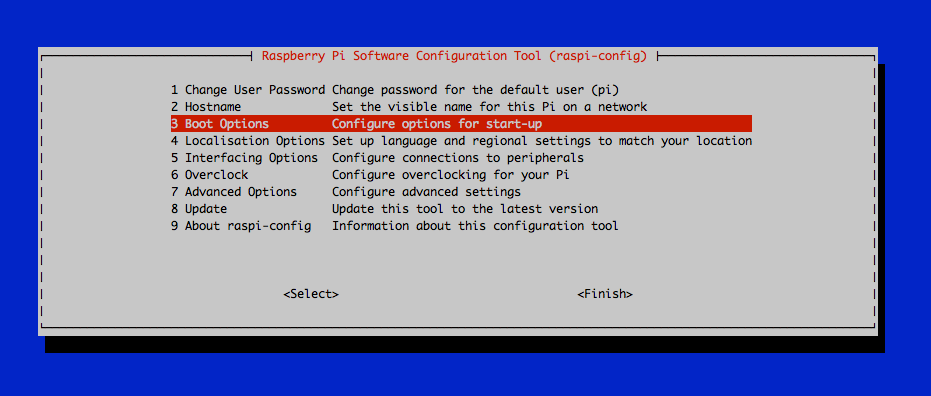 Raspberry Pi Software Configuration Tool (raspi-config)
1 Change User Password Change password for the default user (pi)
2 Hostname Set the visible name for this Pi on a network
3 Boot Options Configure options for start-up
4 Localisation Options Set up language and regional settings to match your location
5 Interfacing Options Configure connections to peripherals
6 Overclock Configure overclocking for your Pi
7 Advanced Options Configure advanced settings
8 Update Update this tool to the latest version
9 About raspi-config Information about this configuration tool
<Select> <Finish>